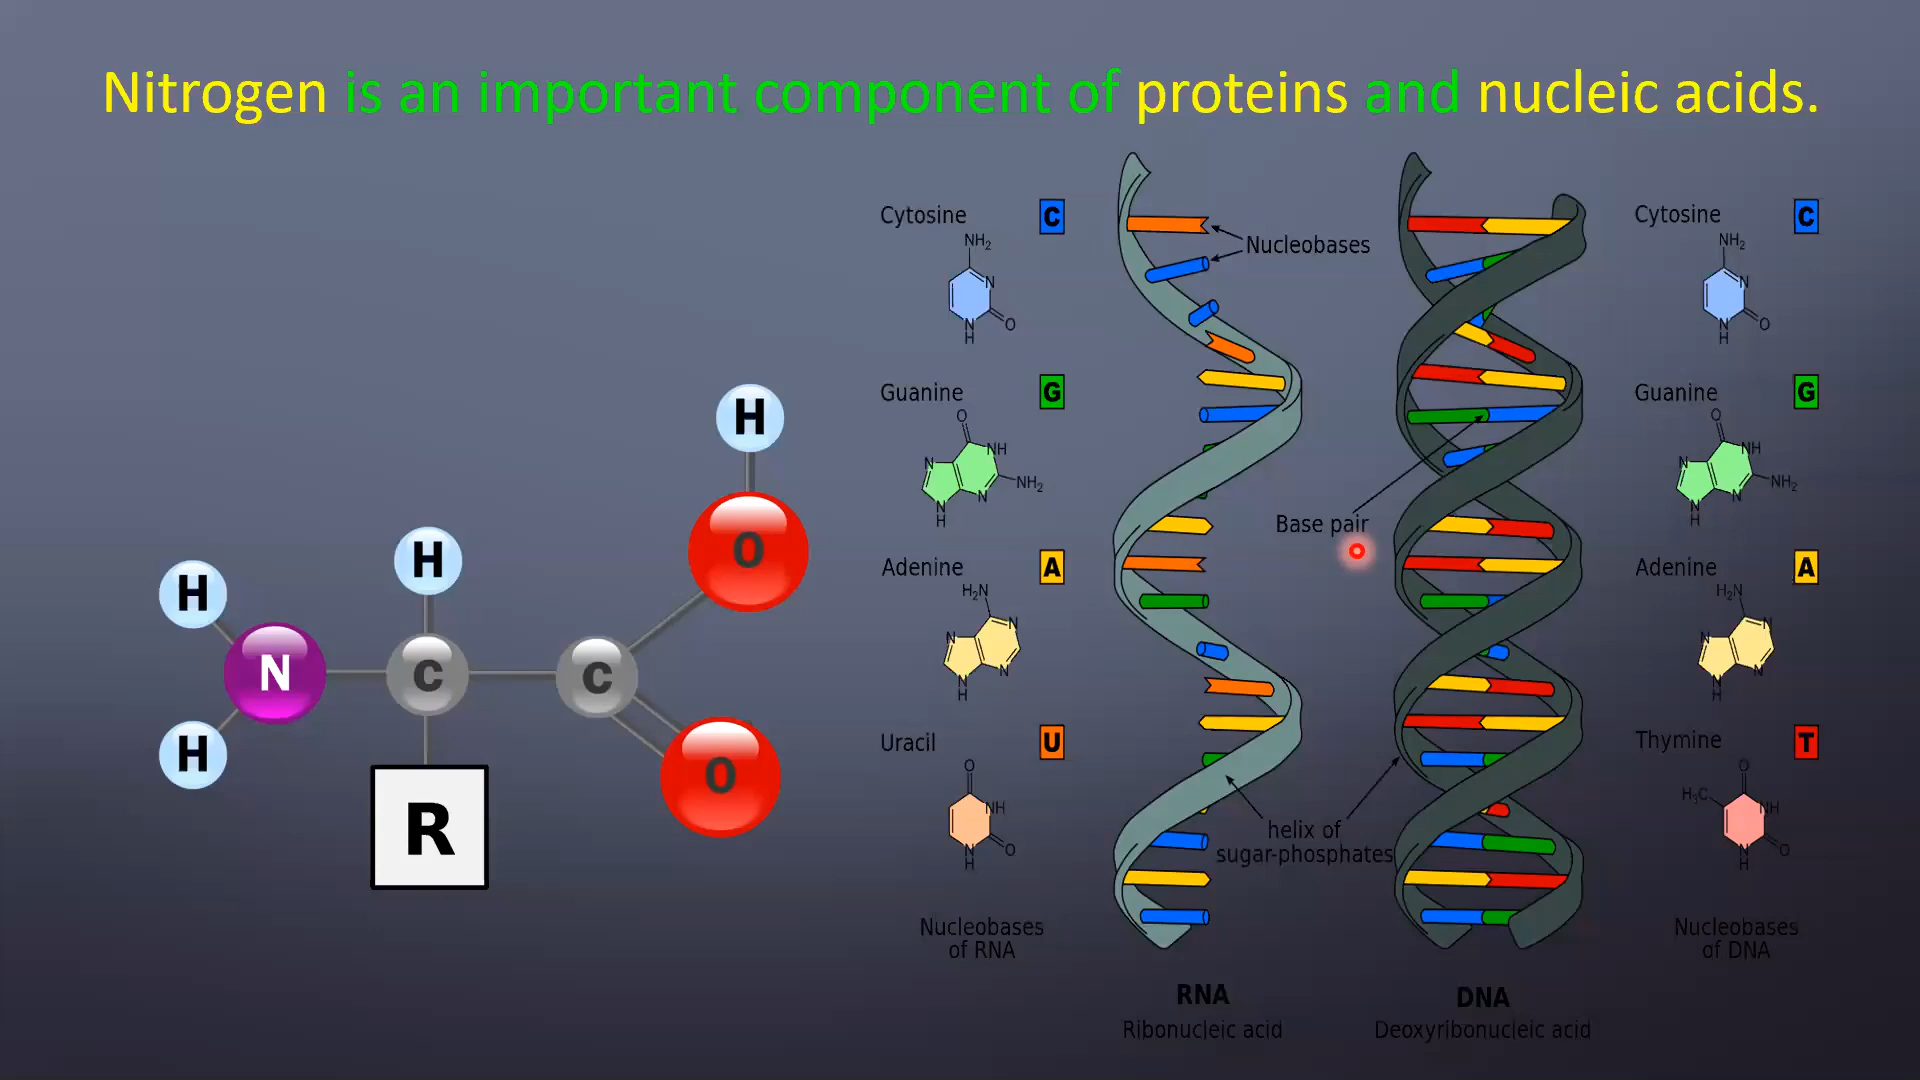 Nitrogen is an important component of proteins and nucleic acids.
H
H
H
H
N
C
C
O
O
R
Cytosine C
NH₂
N
N
H
O
Guanine G
O
N
NH
N
N
H
NH₂
Adenine A
H₂N
N
N
N
N
H
Uracil U
O
NH
N
H
O
Nucleobases
of RNA
Nucleobases
Base pair
helix of
sugar-phosphates
RNA
Ribonucleic acid
DNA
Deoxyribonucleic acid
Cytosine C
NH₂
N
N
H
O
Guanine G
O
N
NH
N
N
H
NH₂
Adenine A
H₂N
N
N
N
N
H
Thymine T
O
H₃C
NH
N
H
O
Nucleobases
of DNA